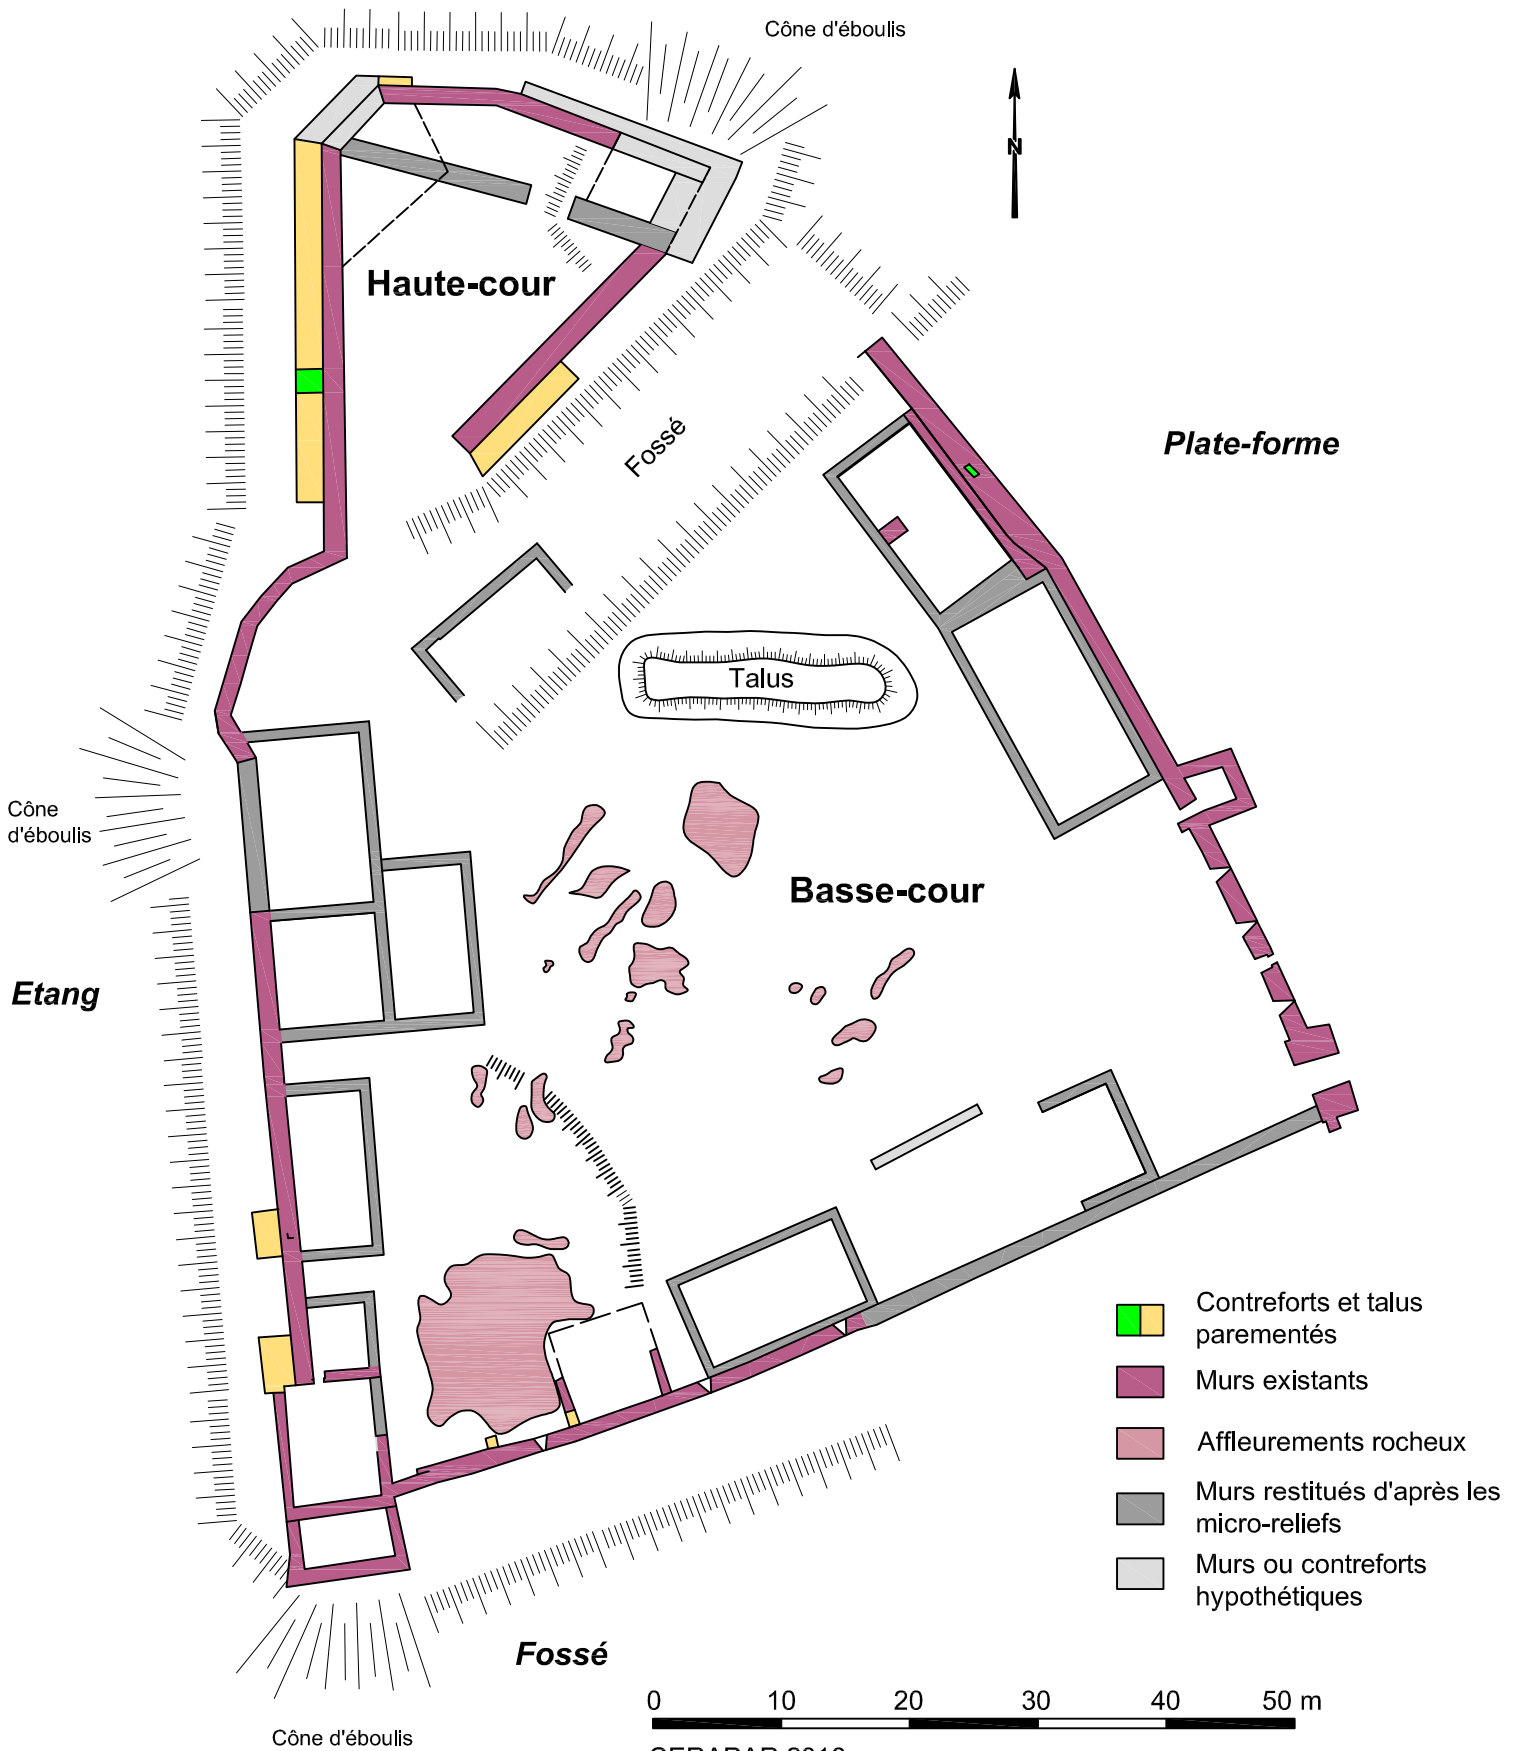 Cône d'éboulis
N
Haute-cour
Fossé
Plate-forme
Talus
Cône
d'éboulis
Basse-cour
Etang
Contreforts et talus
parementés
Murs existants
Affleurements rocheux
Murs restitués d'après les
micro-reliefs
Murs ou contreforts
hypothétiques
Fossé
0 10 20 30 40 50 m
Cône d'éboulis